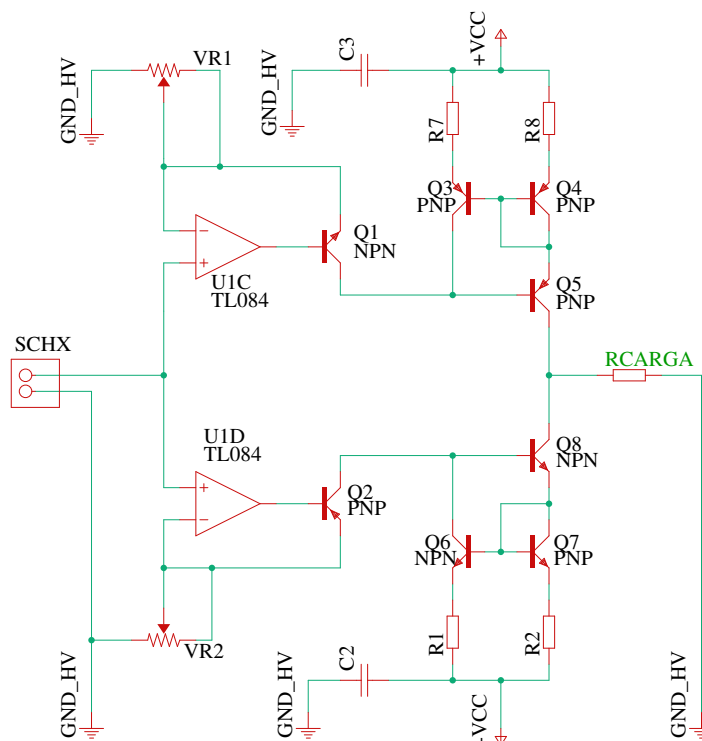 VR1
GND_HV
C3
GND_HV
+VCC
R7
R8
Q3
PNP
Q4
PNP
Q1
NPN
U1C
TL084
Q5
PNP
SCHX
RCARGA
U1D
TL084
Q8
NPN
Q2
PNP
Q6
NPN
Q7
PNP
VR2
GND_HV
C2
GND_HV
R1
R2
-VCC
GND_HV